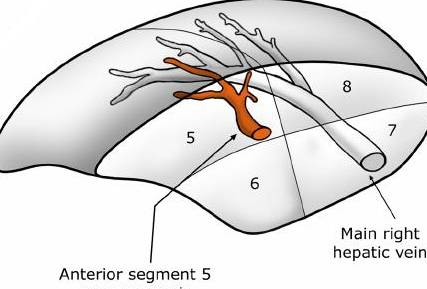 8
7
5
6
Main right
hepatic vein
Anterior segment 5